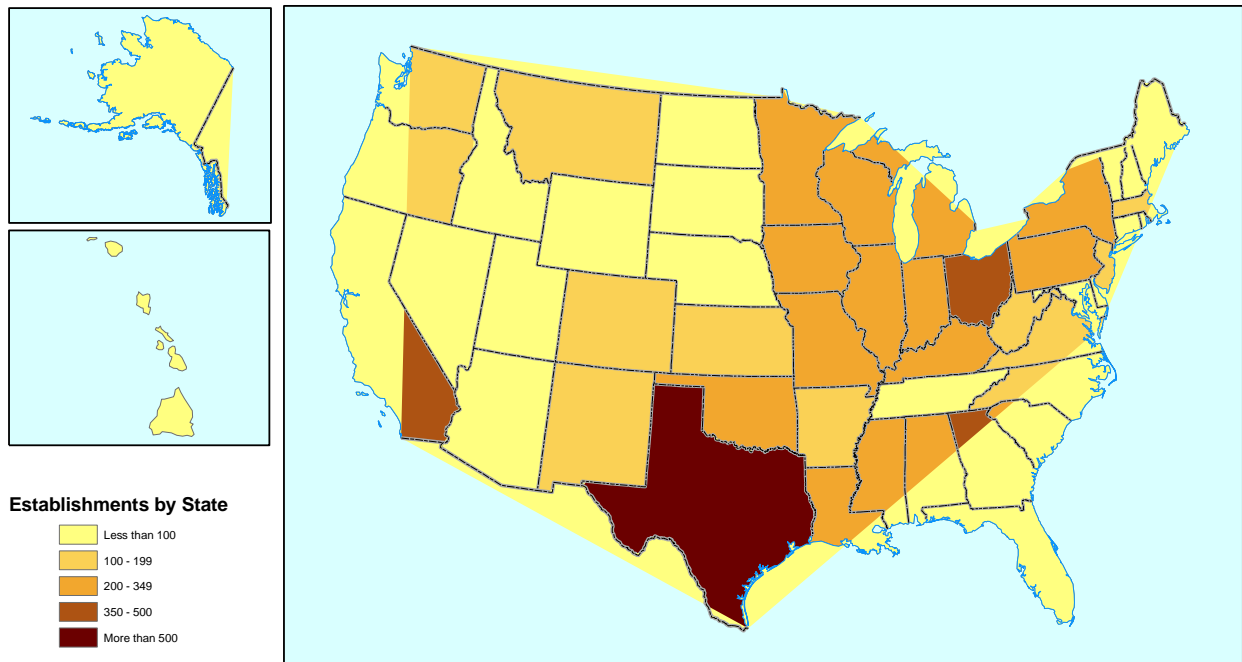 Establishments by State
Less than 100
100 - 199
200 - 349
350 - 500
More than 500